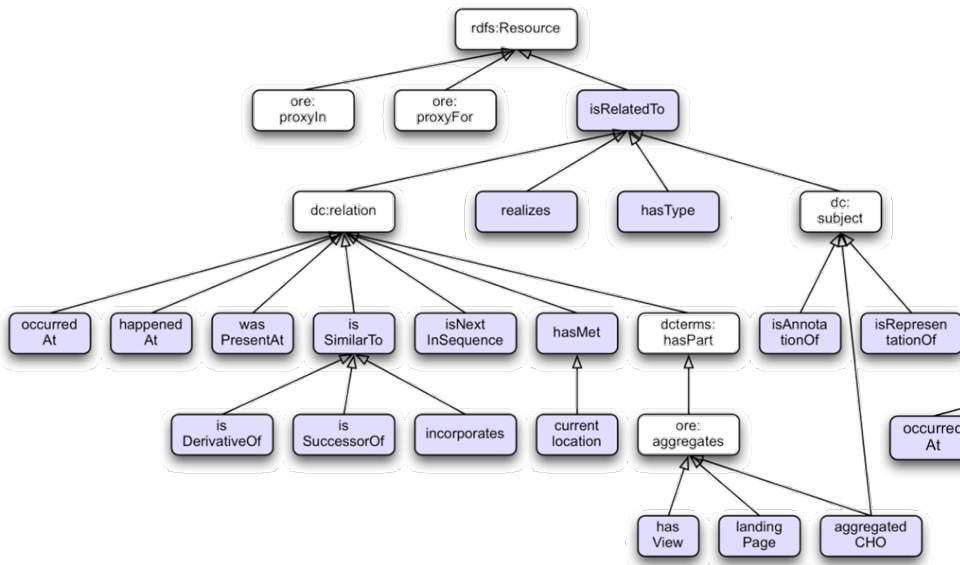 rdfs:Resource
ore:
proxyIn
ore:
proxyFor
isRelatedTo
dc:relation
realizes
hasType
dc:
subject
occurred
At
happened
At
was
PresentAt
is
SimilarTo
isNext
InSequence
hasMet
dcterms:
hasPart
isAnnota
tionOf
isRepresen
tationOf
is
DerivativeOf
is
SuccessorOf
incorporates
current
location
ore:
aggregates
occurred
At
has
View
landing
Page
aggregated
CHO